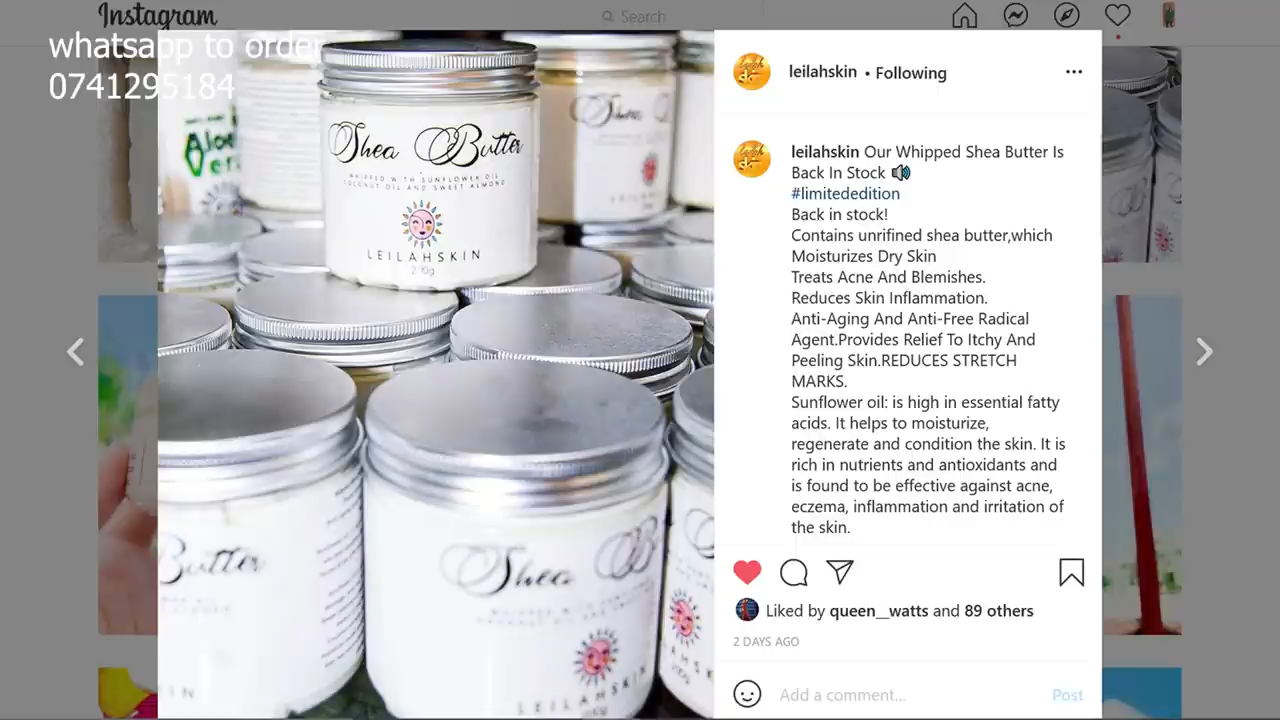 Instagram
Search
whatsapp to order
0741295184
Shea Butter
WHIPPED WITH SUNFLOWER OIL
COCONUT OIL AND SWEET ALMOND
LEILAHSKIN
Aloe
Vera
Shea
Butter
Shea
LEILAHSKIN
leilahskin • Following
leilahskin Our Whipped Shea Butter Is
Back In Stock
#limitededition
Back in stock!
Contains unrifined shea butter,which
Moisturizes Dry Skin
Treats Acne And Blemishes.
Reduces Skin Inflammation.
Anti-Aging And Anti-Free Radical
Agent.Provides Relief To Itchy And
Peeling Skin.REDUCES STRETCH
MARKS.
Sunflower oil: is high in essential fatty
acids. It helps to moisturize,
regenerate and condition the skin. It is
rich in nutrients and antioxidants and
is found to be effective against acne,
eczema, inflammation and irritation of
the skin.
Liked by queen__watts and 89 others
2 DAYS AGO
Add a comment...
Post